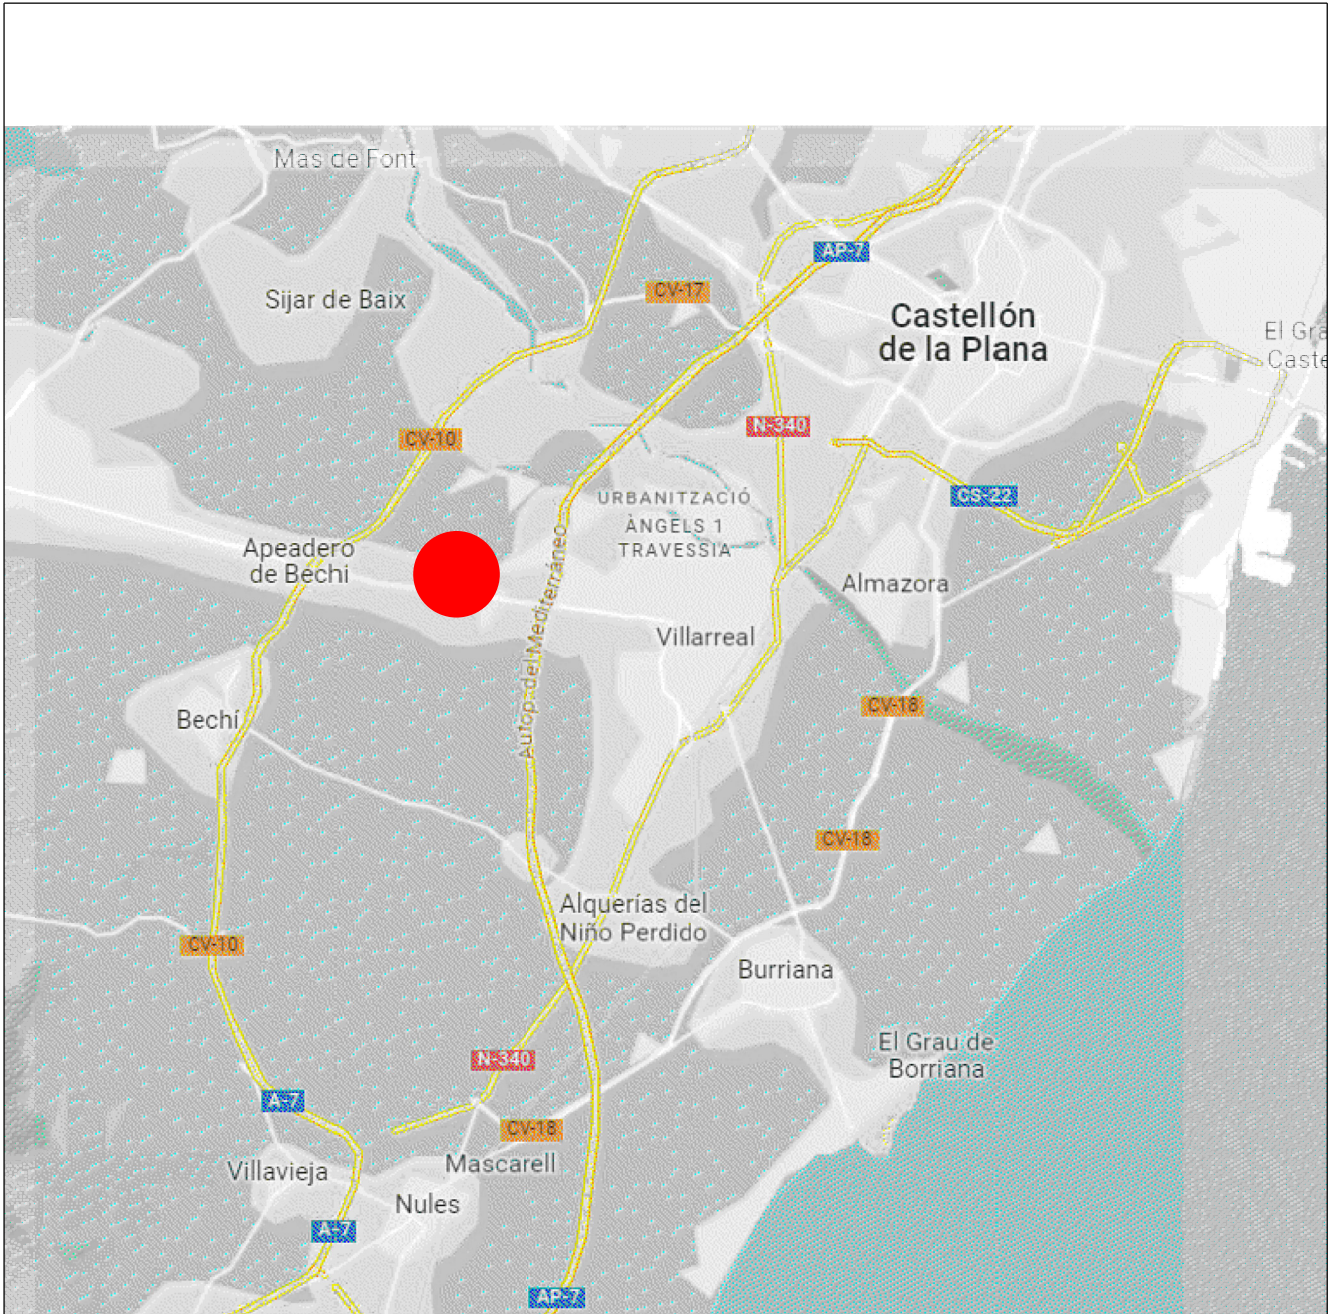 Mas de Font
AP-7
CV-17
Sijar de Baix
Castellón
de la Plana
El Gra
Caste
N-340
CV-10
CS-22
URBANITZACIÓ
ÀNGELS 1
TRAVESSIA
Apeadero
de Bechi
Autop. del Mediterráneo
Almazora
Villarreal
CV-18
Bechí
CV-18
Alquerías del
Niño Perdido
CV-10
Burriana
El Grau de
Borriana
N-340
A-7
CV-18
Mascarell
Villavieja
Nules
A-7
AP-7